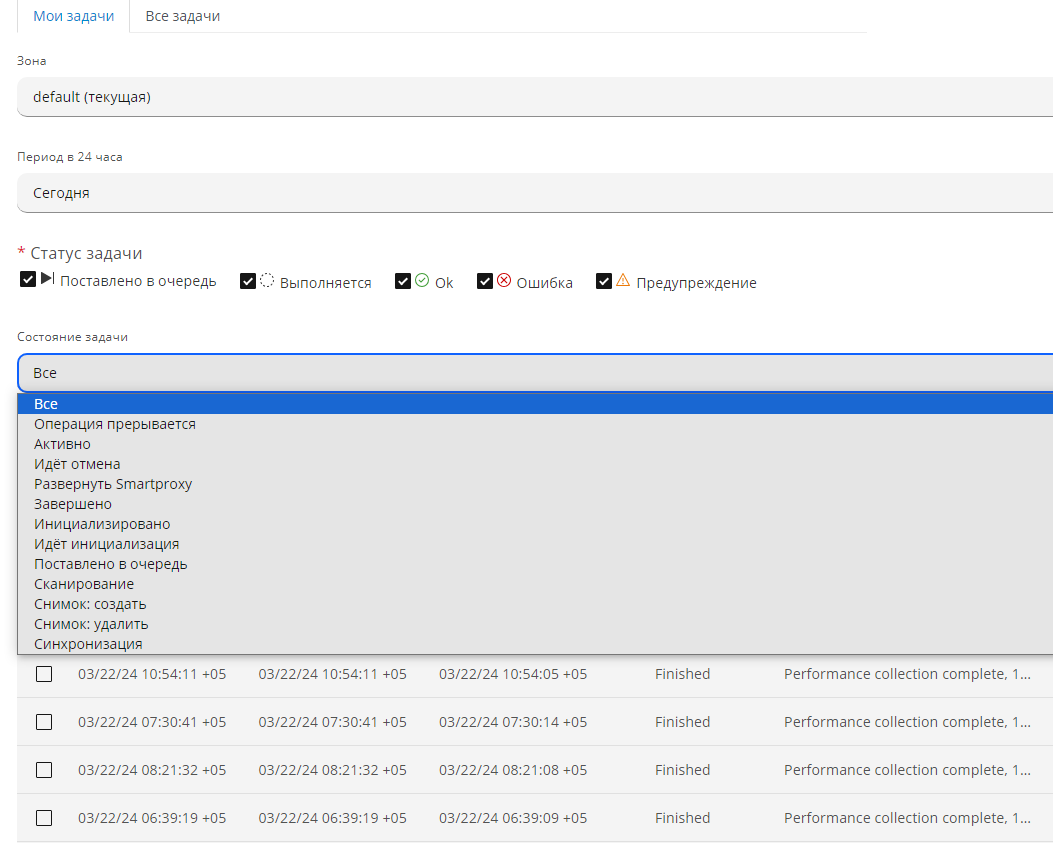 Мои задачи Все задачи
Зона
default (текущая)
Период в 24 часа
Сегодня
* Статус задачи
Поставлено в очередь Выполняется Ok Ошибка Предупреждение
Состояние задачи
Все
Все
Операция прерывается
Активно
Идёт отмена
Развернуть Smartproxy
Завершено
Инициализировано
Идёт инициализация
Поставлено в очередь
Сканирование
Снимок: создать
Снимок: удалить
Синхронизация
03/22/24 10:54:11 +05 03/22/24 10:54:11 +05 03/22/24 10:54:05 +05 Finished Performance collection complete, 1...
03/22/24 07:30:41 +05 03/22/24 07:30:41 +05 03/22/24 07:30:14 +05 Finished Performance collection complete, 1...
03/22/24 08:21:32 +05 03/22/24 08:21:32 +05 03/22/24 08:21:08 +05 Finished Performance collection complete, 1...
03/22/24 06:39:19 +05 03/22/24 06:39:19 +05 03/22/24 06:39:09 +05 Finished Performance collection complete, 1...